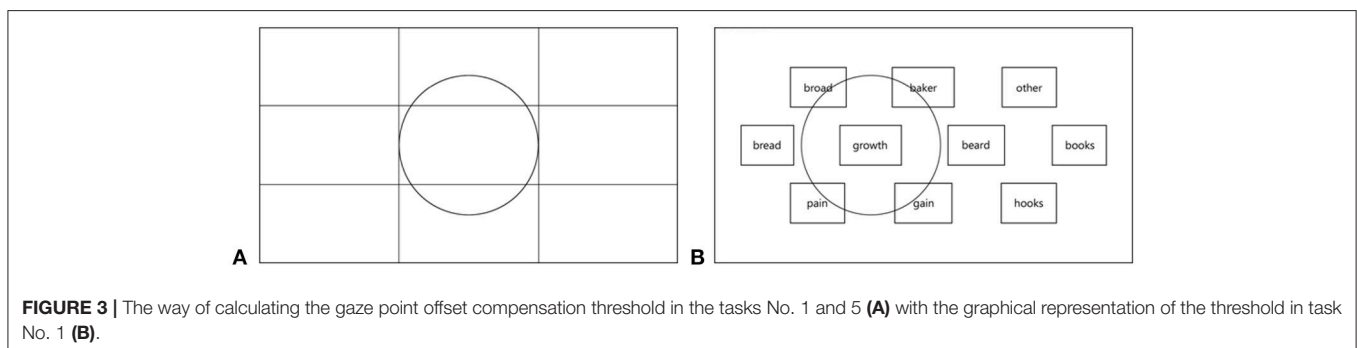 broad baker other
bread growth beard books
pain gain hooks
A B
FIGURE 3 | The way of calculating the gaze point offset compensation threshold in the tasks No. 1 and 5 (A) with the graphical representation of the threshold in task
No. 1 (B).